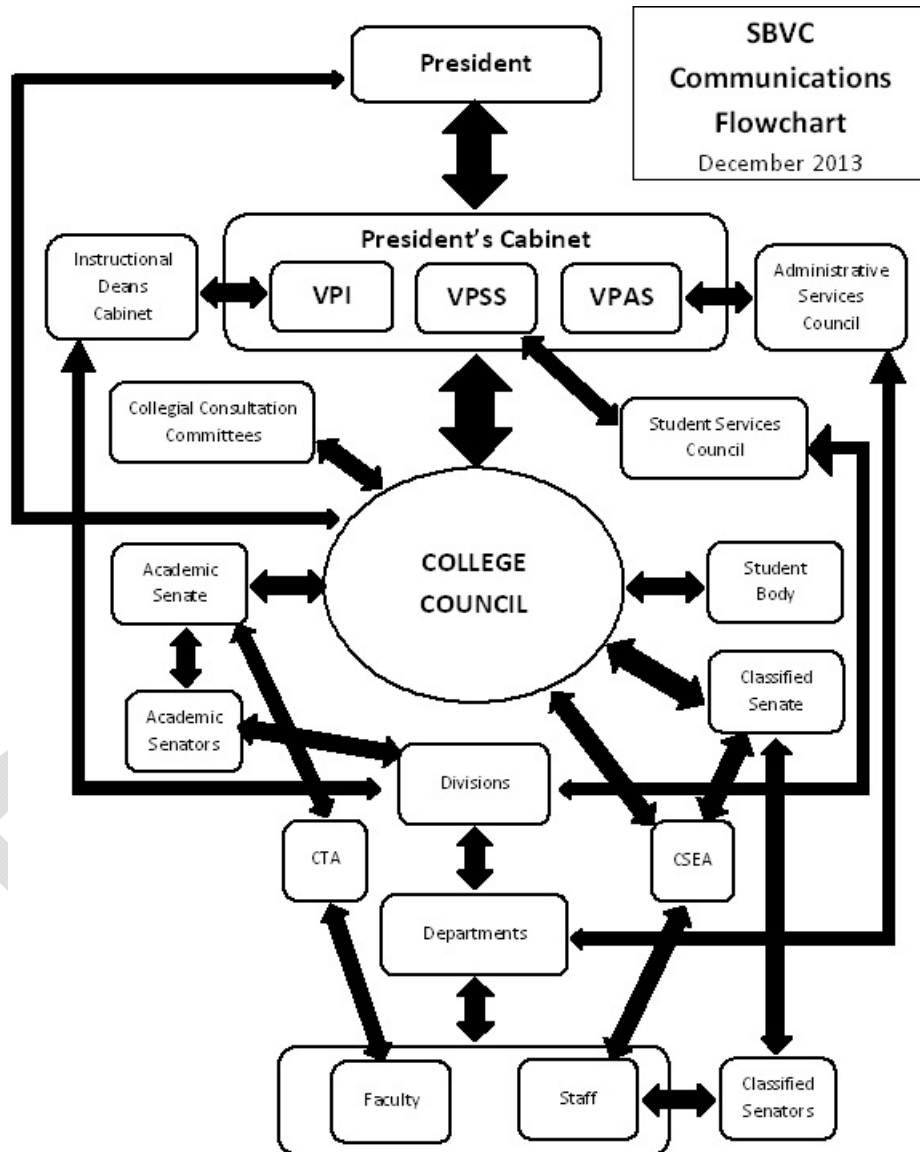 President
SBVC
Communications
Flowchart
December 2013
President's Cabinet
VPI
VPSS
VPAS
Instructional
Deans
Cabinet
Administrative
Services
Council
Collegial Consultation
Committees
Student Services
Council
COLLEGE
COUNCIL
Academic
Senate
Student
Body
Academic
Senators
Classified
Senate
Divisions
CTA
CSEA
Departments
Faculty
Staff
Classified
Senators